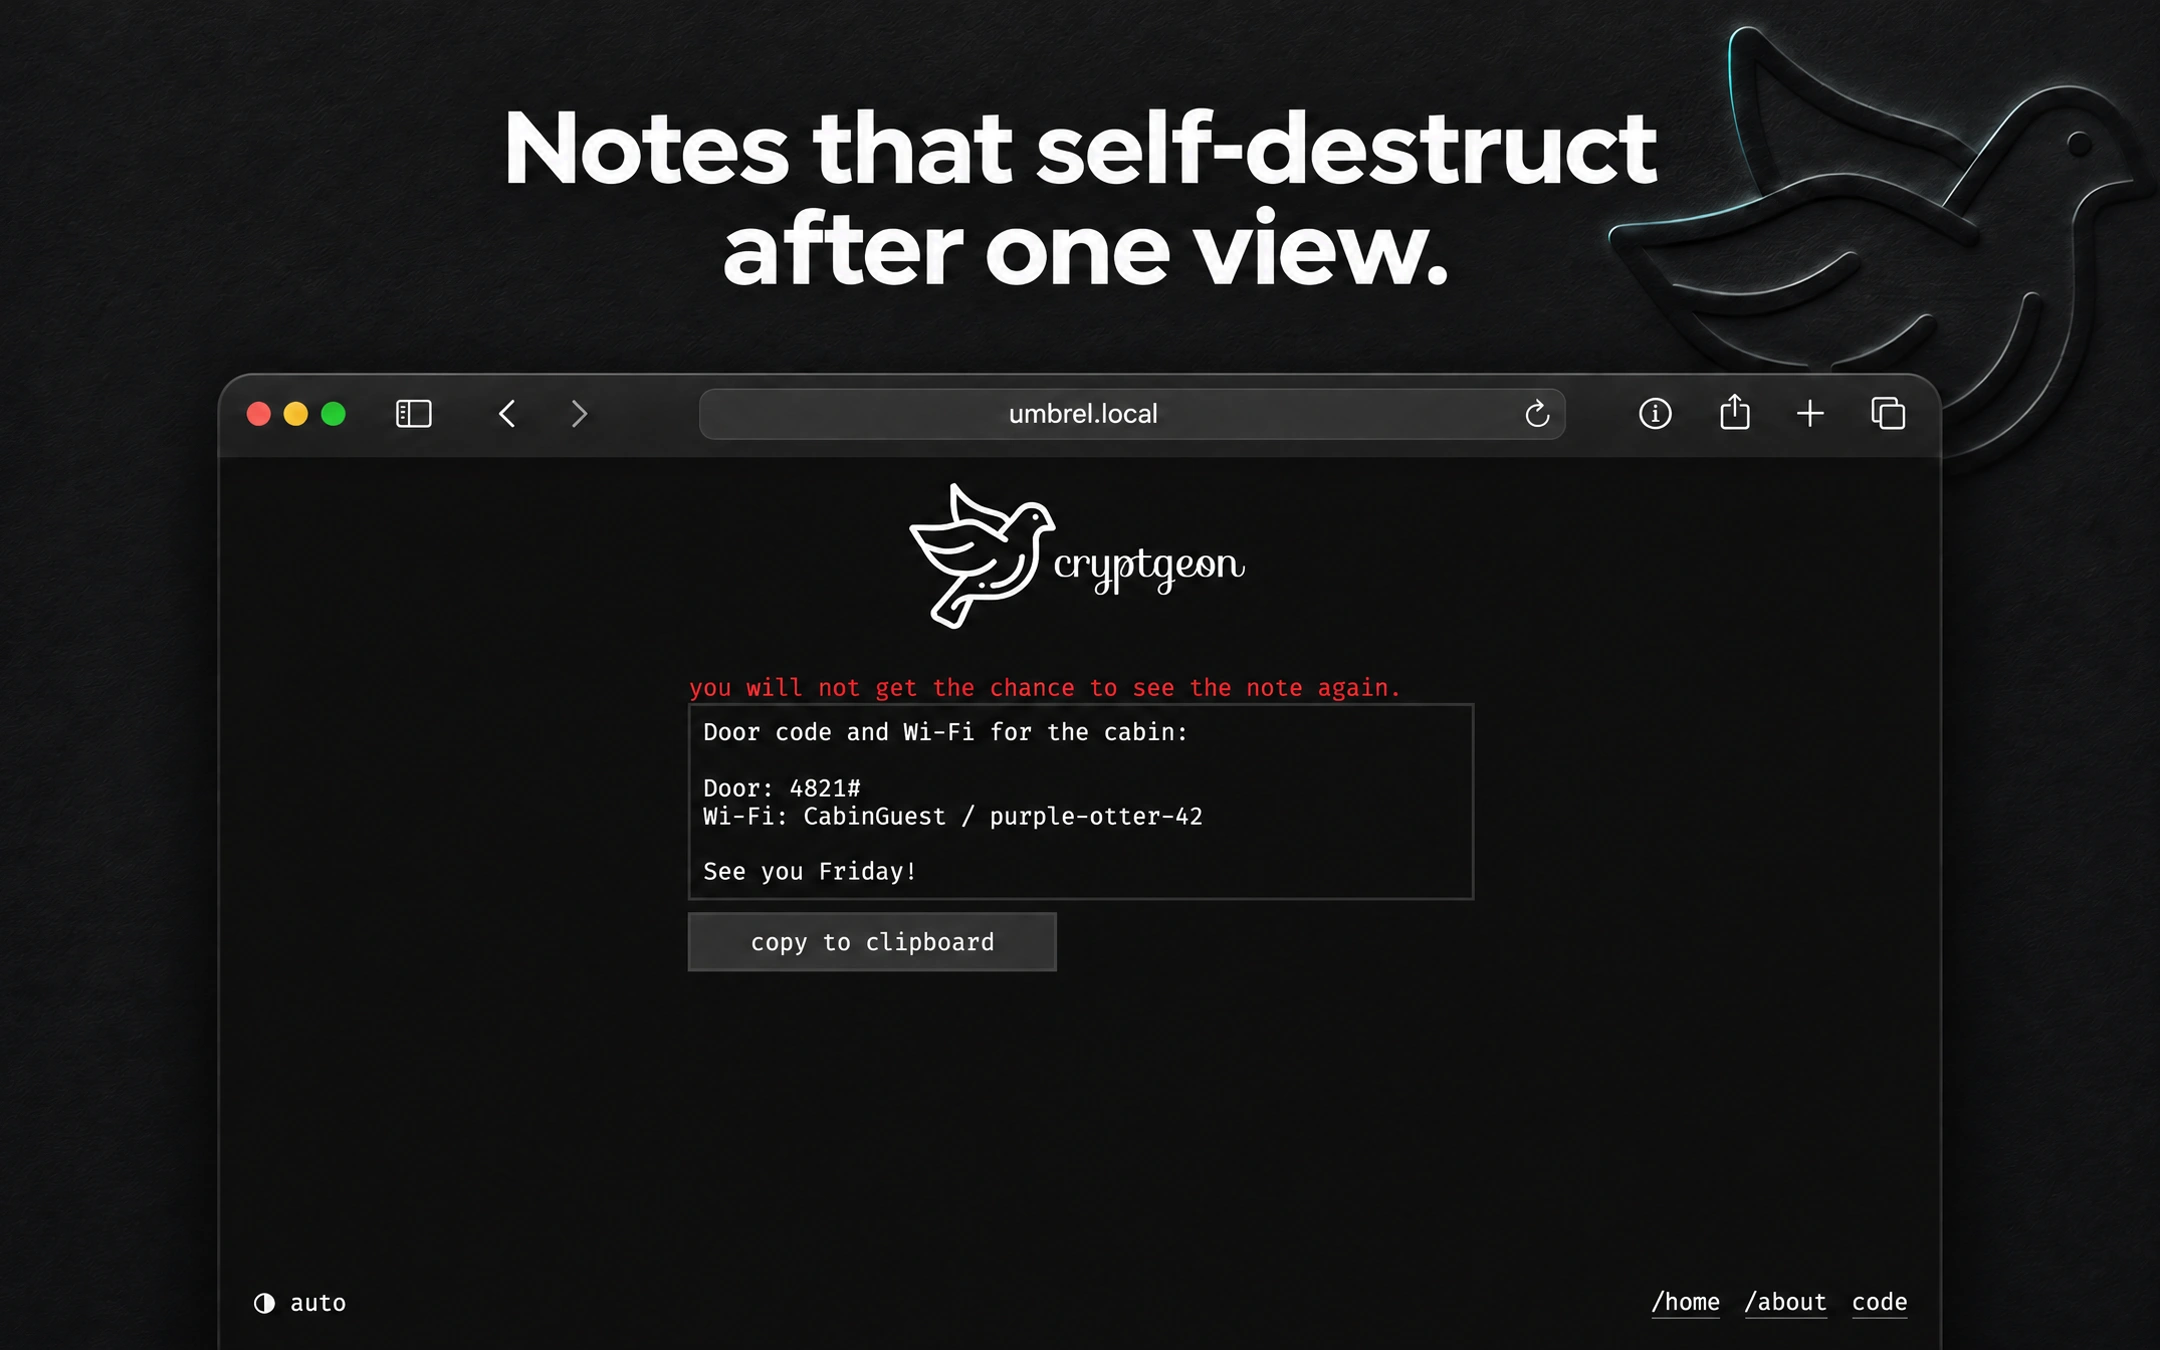 Notes that self-destruct
after one view.
umbrel.local
cryptgeon
you will not get the chance to see the note again.
Door code and Wi-Fi for the cabin:
Door: 4821#
Wi-Fi: CabinGuest / purple-otter-42
See you Friday!
copy to clipboard
auto
/home /about code